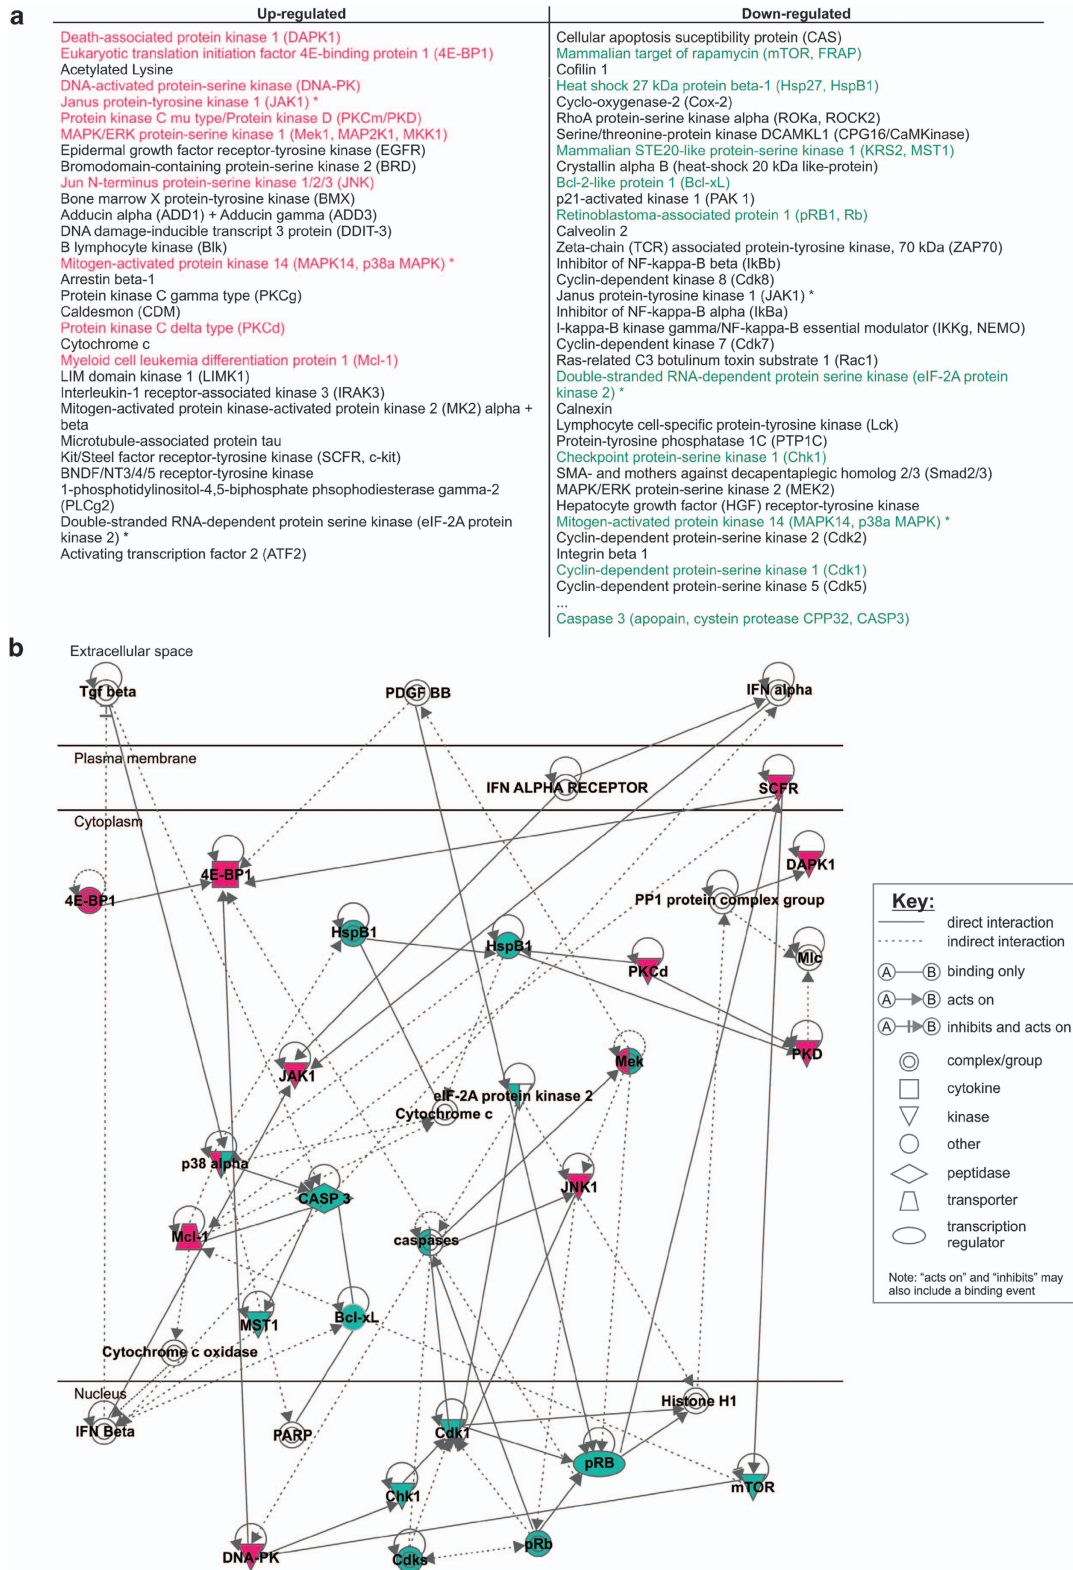 a
Up-regulated
Death-associated protein kinase 1 (DAPK1)
Eukaryotic translation initiation factor 4E-binding protein 1 (4E-BP1)
Acetylated Lysine
DNA-activated protein-serine kinase (DNA-PK)
Janus protein-tyrosine kinase 1 (JAK1) *
Protein kinase C mu type/Protein D (PKCm/PKD)
MAPK/ERK protein-serine kinase 1 (Mek1, MAP2K1, MKK1)
Epidermal growth factor receptor-tyrosine kinase (EGFR)
Bromodomain-containing protein-serine kinase 2 (BRD)
Jun N-terminus protein-serine kinase 1/2/3 (JNK)
Bone marrow X protein-tyrosine kinase (BMX)
Adducin alpha (ADD1) + Adducin gamma (ADD3)
DNA damage-inducible transcript 3 protein (DDIT-3)
B lymphocyte kinase (Blk)
Mitogen-activated protein kinase 14 (MAPK14, p38a MAPK) *
Arrestin beta-1
Protein kinase C gamma type (PKCg)
Caldesmon (CDM)
Protein kinase C delta type (PKCd)
Cytochrome c
Myeloid cell leukemia differentiation protein 1 (Mcl-1)
LIM domain kinase 1 (LIMK1)
Interleukin-1 receptor-associated kinase 3 (IRAK3)
Mitogen-activated protein kinase-activated protein kinase 2 (MK2) alpha +
beta
Microtubule-associated protein tau
Kit/Steel factor receptor-tyrosine kinase (SCFR, c-kit)
BNDF/NT3/4/5 receptor-tyrosine kinase
1-phosphotidylinositol-4,5-biphosphate phsophodiesterase gamma-2
(PLCg2)
Double-stranded RNA-dependent protein serine kinase (eIF-2A protein
kinase 2) *
Activating transcription factor 2 (ATF2)
Down-regulated
Cellular apoptosis suceptibility protein (CAS)
Mammalian target of rapamycin (mTOR, FRAP)
Cofilin 1
Heat shock 27 kDa protein beta-1 (Hsp27, HspB1)
Cyclo-oxygenase-2 (Cox-2)
RhoA protein-serine kinase alpha (ROKa, ROCK2)
Serine/threonine-protein kinase DCAMKL1 (CPG16/CaMKinase)
Mammalian STE20-like protein-serine kinase 1 (KRS2, MST1)
Crystallin alpha B (heat-shock 20 kDa like-protein)
Bcl-2-like protein 1 (Bcl-xL)
p21-activated kinase 1 (PAK 1)
Retinoblastoma-associated protein 1 (pRB1, Rb)
Calveolin 2
Zeta-chain (TCR) associated protein-tyrosine kinase, 70 kDa (ZAP70)
Inhibitor of NF-kappa-B beta (IkBb)
Cyclin-dependent kinase 8 (Cdk8)
Janus protein-tyrosine kinase 1 (JAK1) *
Inhibitor of NF-kappa-B alpha (IkBa)
I-kappa-B kinase gamma/NF-kappa-B essential modulator (IKKg, NEMO)
Cyclin-dependent kinase 7 (Cdk7)
Ras-related C3 botulinum toxin substrate 1 (Rac1)
Double-stranded RNA-dependent protein serine kinase (eIF-2A protein
kinase 2) *
Calnexin
Lymphocyte cell-specific protein-tyrosine kinase (Lck)
Protein-tyrosine phosphatase 1C (PTP1C)
Checkpoint protein-serine kinase 1 (Chk1)
SMA- and mothers against decapentaplegic homolog 2/3 (Smad2/3)
MAPK/ERK protein-serine kinase 2 (MEK2)
Hepatocyte growth factor (HGF) receptor-tyrosine kinase
Mitogen-activated protein kinase 14 (MAPK14, p38a MAPK) *
Cyclin-dependent protein-serine kinase 2 (Cdk2)
Integrin beta 1
Cyclin-dependent protein-serine kinase 1 (Cdk1)
Cyclin-dependent protein-serine kinase 5 (Cdk5)
...
Caspase 3 (apopain, cystein protease CPP32, CASP3)
b
Extracellular space
Tgf beta
PDGF BB
IFN alpha
Plasma membrane
IFN ALPHA RECEPTOR
SCFR
Cytoplasm
4E-BP1
DAPK1
4E-BP1
PP1 protein complex group
HspB1
HspB1
Mlc
PKCd
PKD
Mek
JAK1
eIF-2A protein kinase 2
Cytochrome c
p38 alpha
CASP 3
JNK1
Mcl-1
caspases
MST1
Bcl-xL
Cytochrome c oxidase
Nucleus
Histone H1
IFN Beta
PARP
Cdk1
pRB
mTOR
Chk1
pRb
DNA-PK
Cdks
Key:
direct interaction
indirect interaction
A B binding only
A B acts on
A B inhibits and acts on
complex/group
cytokine
kinase
other
peptidase
transporter
transcription
regulator
Note: “acts on” and “inhibits” may
also include a binding event